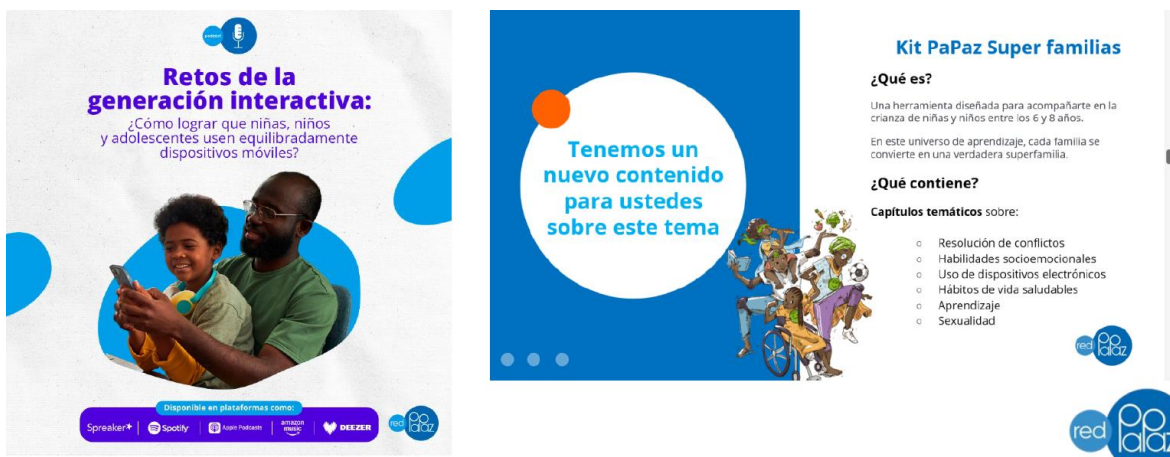 podcast
Retos de la
generación interactiva:
¿Cómo lograr que niñas, niños
y adolescentes usen equilibradamente
dispositivos móviles?
Disponible en plataformas como:
Spreaker*
Spotify
Apple Podcasts
amazon
music
DEEZER
red PaPaz
Tenemos un
nuevo contenido
para ustedes
sobre este tema
Kit PaPaz Super familias
¿Qué es?
Una herramienta diseñada para acompañarte en la
crianza de niñas y niños entre los 6 y 8 años.
En este universo de aprendizaje, cada familia se
convierte en una verdadera superfamilia.
¿Qué contiene?
Capítulos temáticos sobre:
Resolución de conflictos
Habilidades socioemocionales
Uso de dispositivos electrónicos
Hábitos de vida saludables
Aprendizaje
Sexualidad
red PaPaz
red PaPaz